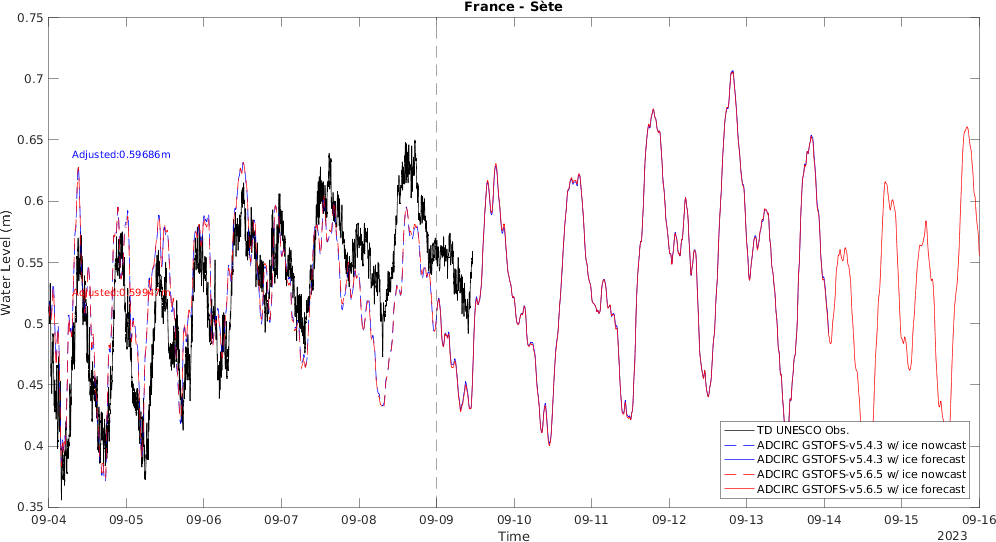 France - Sète
0.75
0.7
0.65
0.6
0.55
0.5
0.45
0.4
0.35
Water Level (m)
Adjusted:0.59686m
09-04
09-05
09-06
09-07
09-08
09-09
09-10
09-11
09-12
09-13
09-14
09-15
09-16
Time
2023
TD UNESCO Obs.
ADCIRC GSTOFS-v5.4.3 w/ ice nowcast
ADCIRC GSTOFS-v5.4.3 w/ ice forecast
ADCIRC GSTOFS-v5.6.5 w/ ice nowcast
ADCIRC GSTOFS-v5.6.5 w/ ice forecast